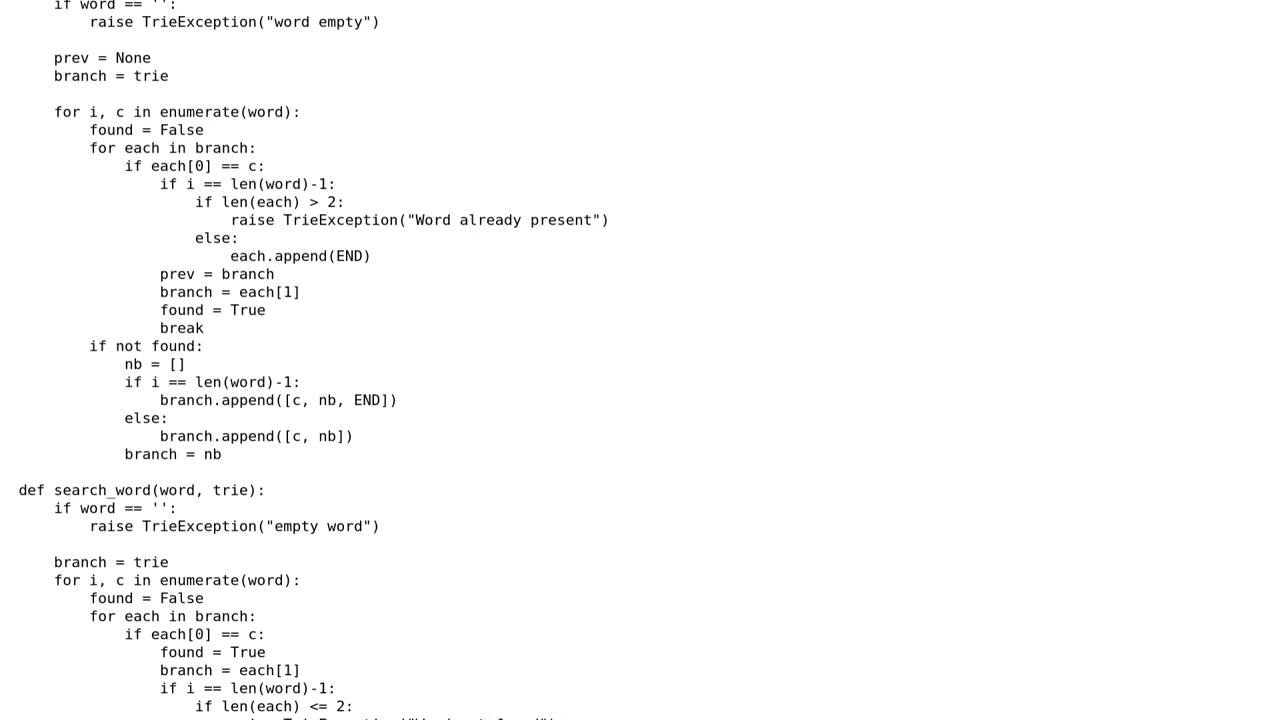 if word == '':
        raise TrieException("word empty")

    prev = None
    branch = trie

    for i, c in enumerate(word):
        found = False
        for each in branch:
            if each[0] == c:
                if i == len(word)-1:
                    if len(each) > 2:
                        raise TrieException("Word already present")
                    else:
                        each.append(END)
                prev = branch
                branch = each[1]
                found = True
                break
        if not found:
            nb = []
            if i == len(word)-1:
                branch.append([c, nb, END])
            else:
                branch.append([c, nb])
            branch = nb

def search_word(word, trie):
    if word == '':
        raise TrieException("empty word")

    branch = trie
    for i, c in enumerate(word):
        found = False
        for each in branch:
            if each[0] == c:
                found = True
                branch = each[1]
                if i == len(word)-1:
                    if len(each) <= 2: